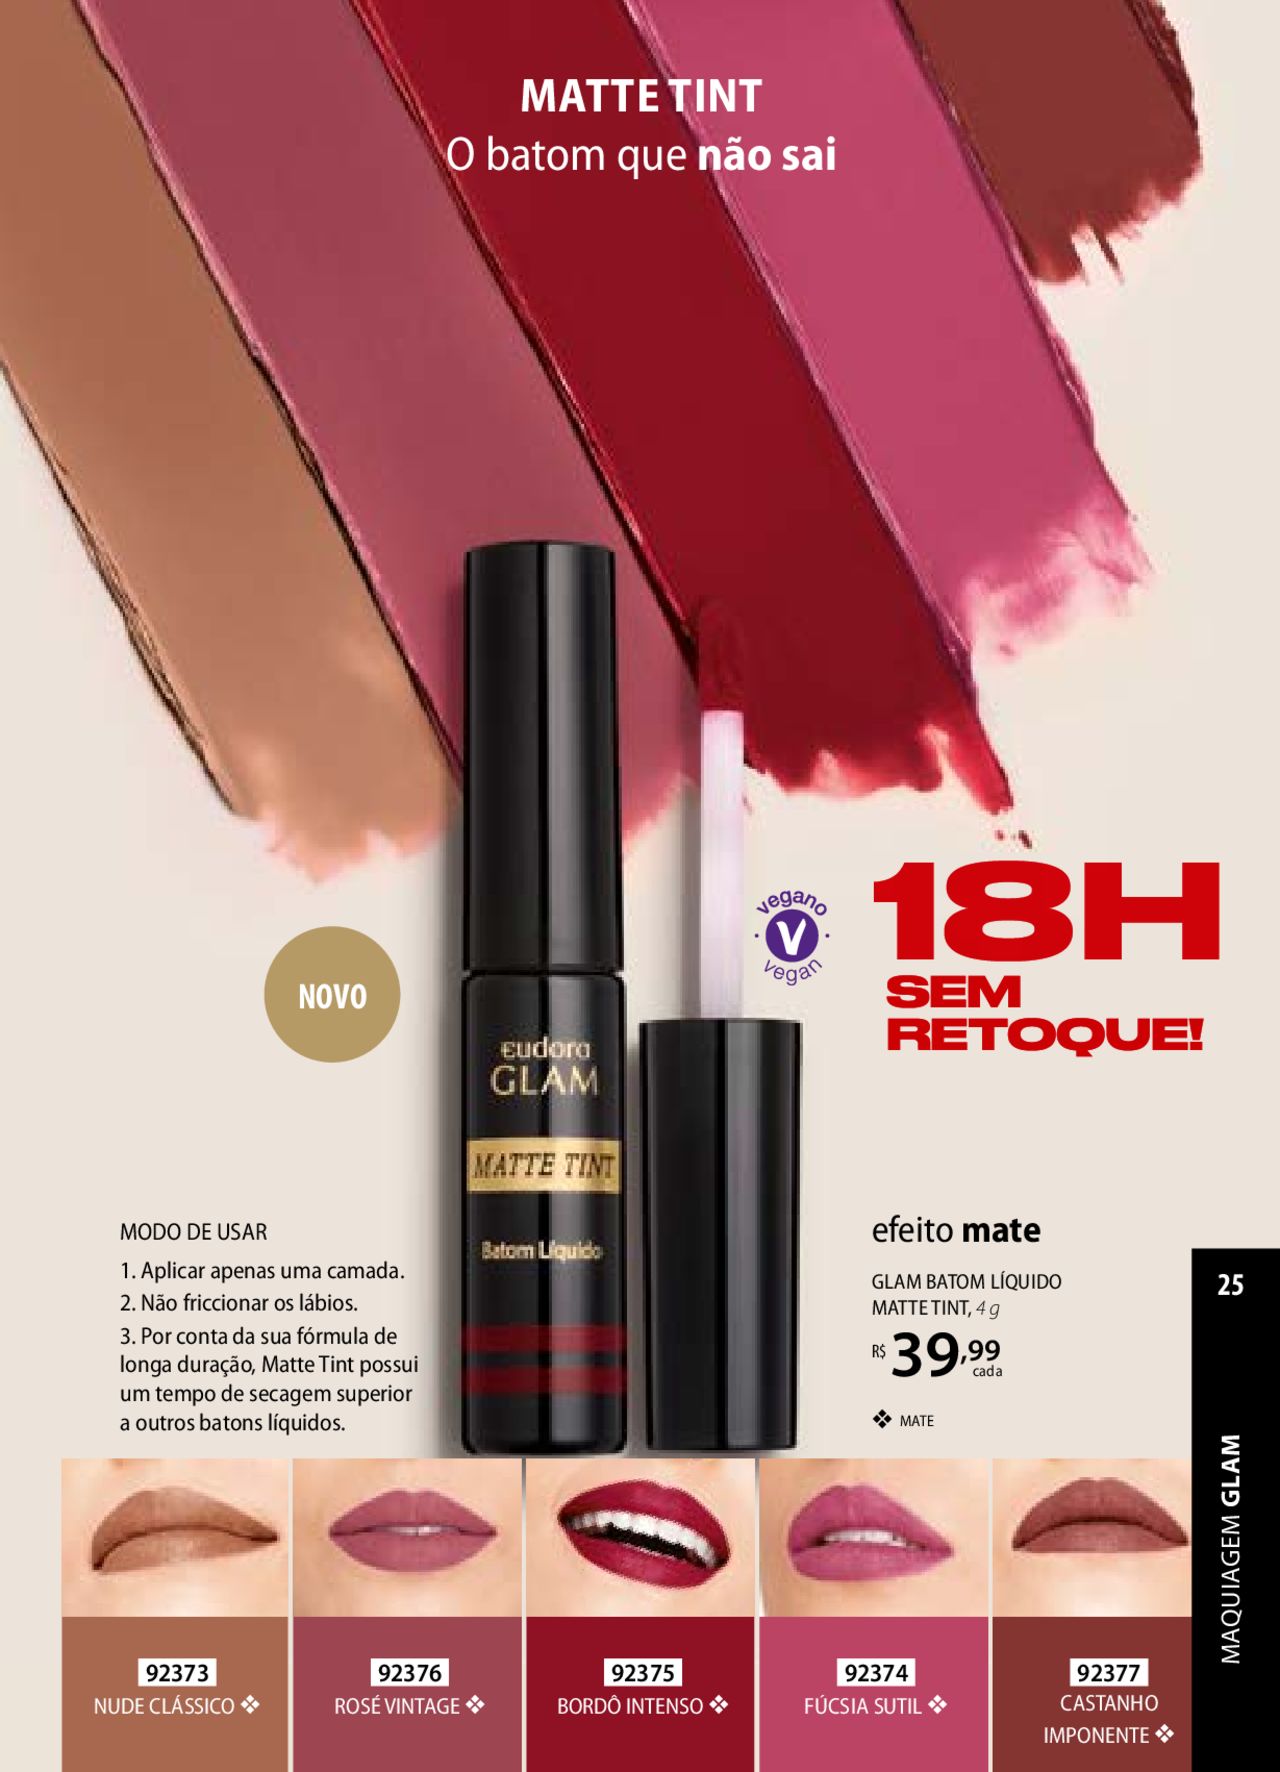 MATTE TINT
O batom que não sai
vegano
V
vegan
18H
SEM
RETOQUE!
NOVO
eudora
GLAM
MATTE TINT
Batom Líquido
MODO DE USAR
1. Aplicar apenas uma camada.
2. Não friccionar os lábios.
3. Por conta da sua fórmula de
longa duração, Matte Tint possui
um tempo de secagem superior
a outros batons líquidos.
efeito mate
GLAM BATOM LÍQUIDO
MATTE TINT, 4 g
R$ 39,99
cada
❖ MATE
25
MAQUIAGEM GLAM
92373
NUDE CLÁSSICO ❖
92376
ROSÉ VINTAGE ❖
92375
BORDÔ INTENSO ❖
92374
FÚCSIA SUTIL ❖
92377
CASTANHO
IMPONENTE ❖